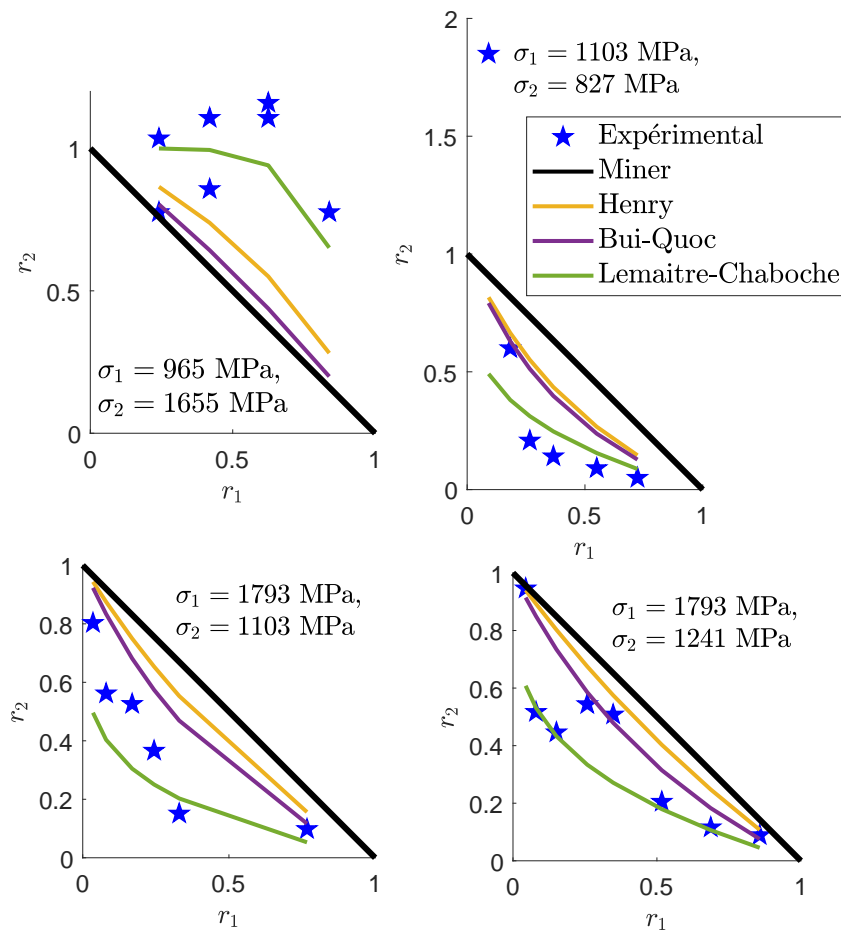 r₂
1
0.5
0
σ₁ = 965 MPa,
σ₂ = 1655 MPa
0
0.5
1
r₁
r₂
2
1.5
1
0.5
0
σ₁ = 1103 MPa,
σ₂ = 827 MPa
Expérimental
Miner
Henry
Bui-Quoc
Lemaitre-Chaboche
0
0.5
1
r₁
r₂
1
0.8
0.6
0.4
0.2
0
σ₁ = 1793 MPa,
σ₂ = 1103 MPa
0
0.5
1
r₁
r₂
1
0.8
0.6
0.4
0.2
0
σ₁ = 1793 MPa,
σ₂ = 1241 MPa
0
0.5
1
r₁